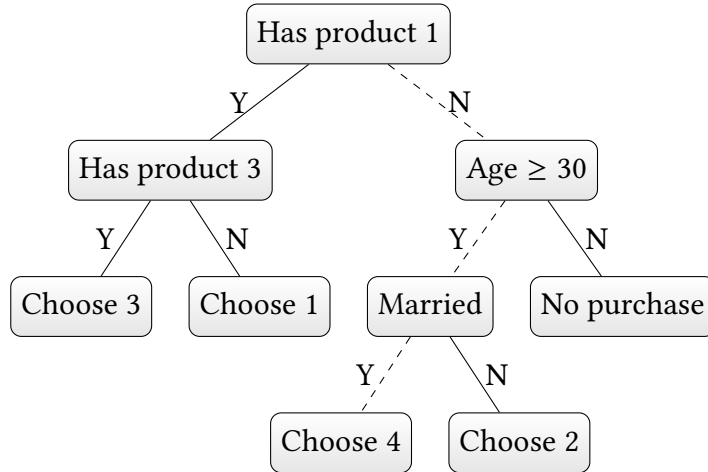 Has product 1
Y
N
Has product 3
Age ≥ 30
Y
N
Y
N
Choose 3
Choose 1
Married
No purchase
Y
N
Choose 4
Choose 2